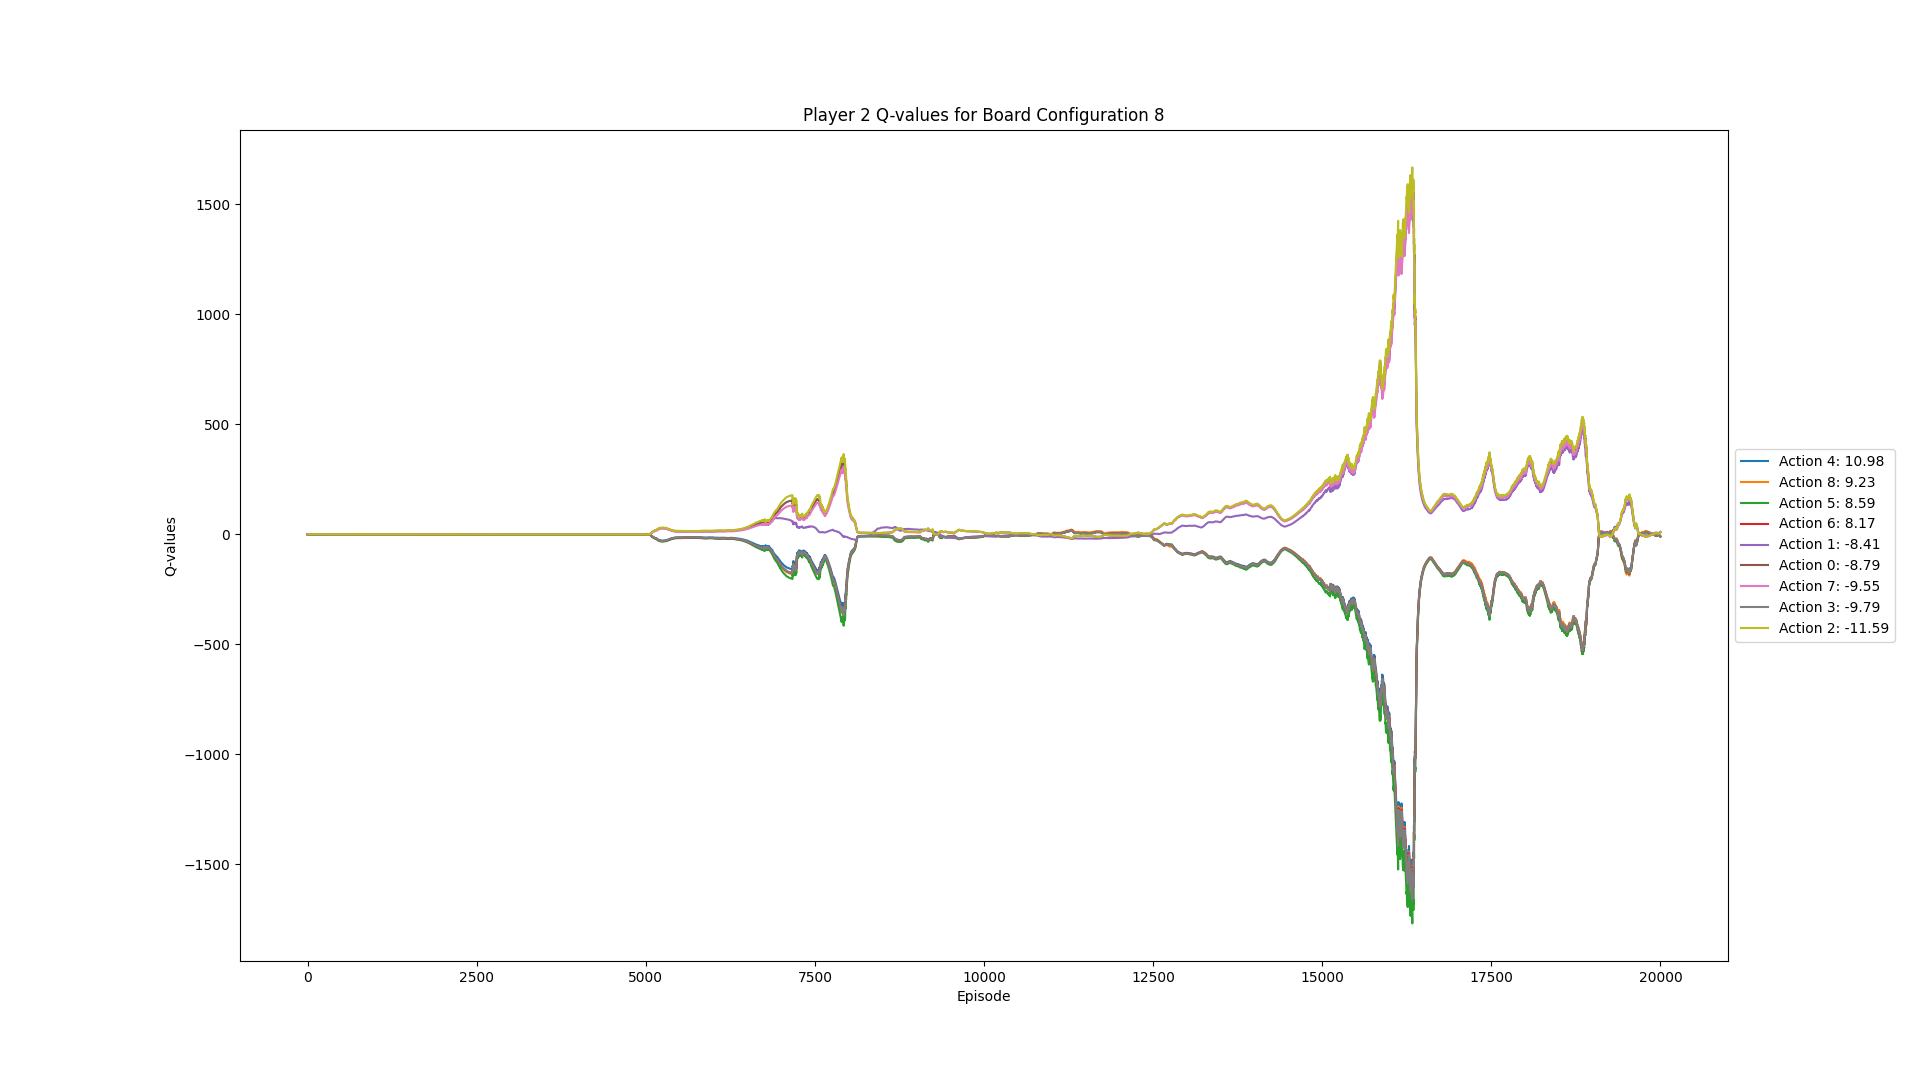 Player 2 Q-values for Board Configuration 8
1500
1000
500
0
−500
−1000
−1500
Q-values
0
2500
5000
7500
10000
12500
15000
17500
20000
Episode
Action 4: 10.98
Action 8: 9.23
Action 5: 8.59
Action 6: 8.17
Action 1: -8.41
Action 0: -8.79
Action 7: -9.55
Action 3: -9.79
Action 2: -11.59